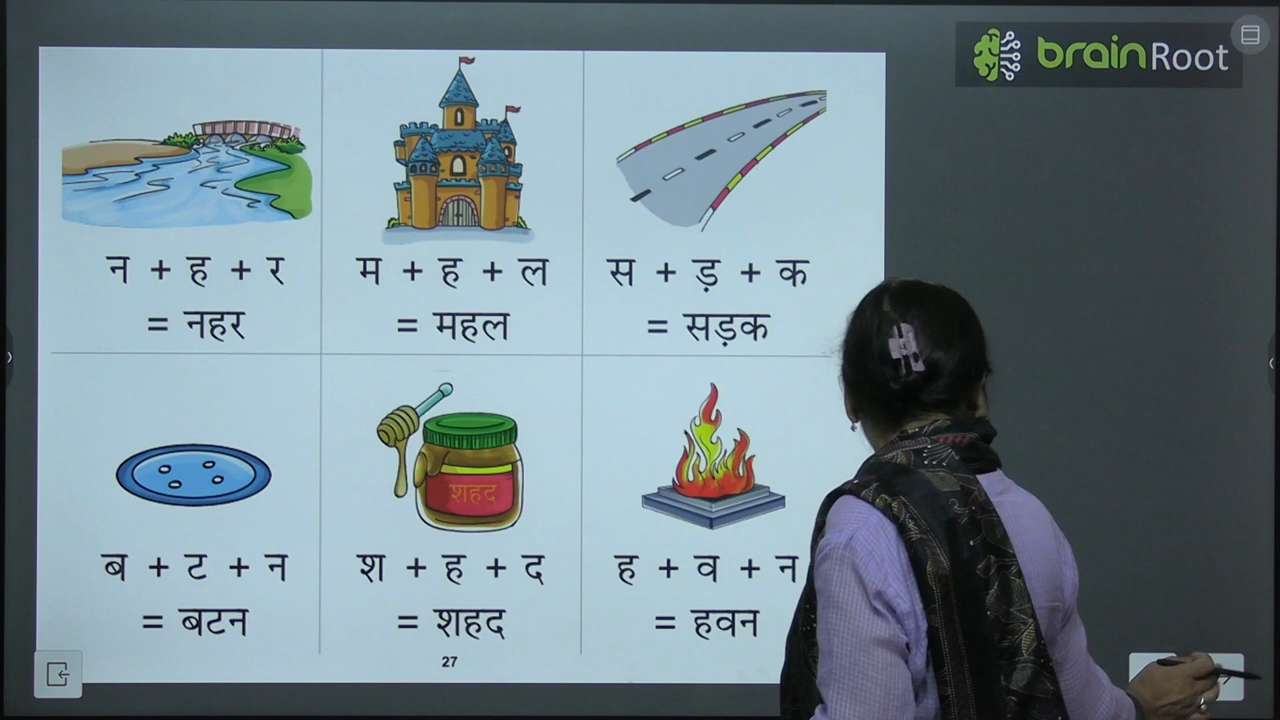 brainRoot
न + ह + र
= नहर
म + ह + ल
= महल
स + ड़ + क
= सड़क
ब + ट + न
= बटन
शहद
श + ह + द
= शहद
ह + व + न
= हवन
27